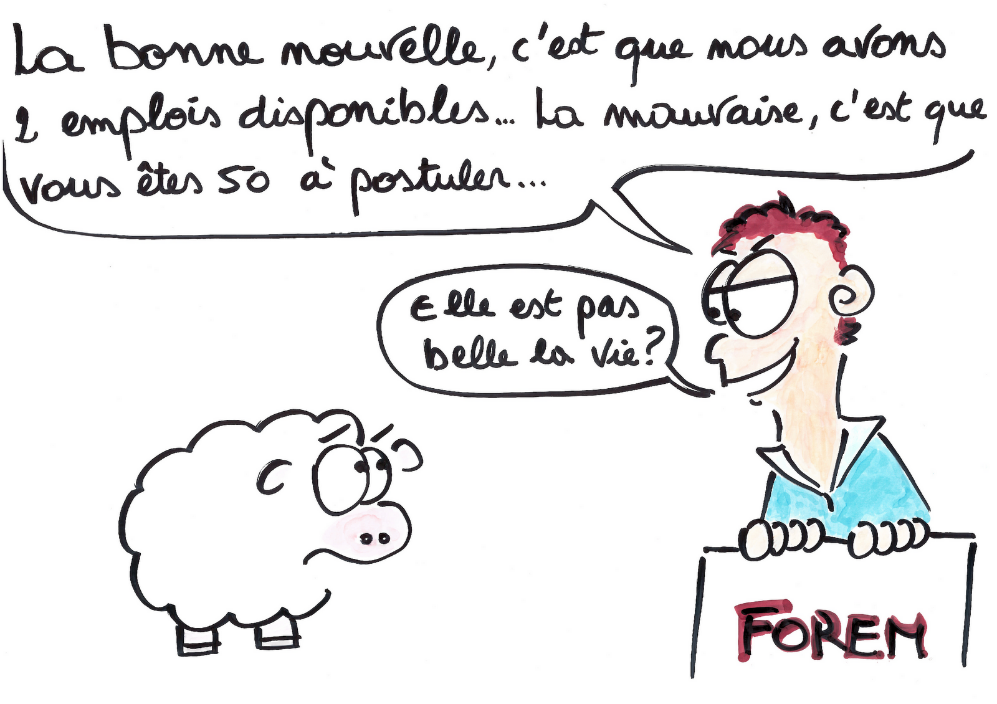 La bonne nouvelle, c'est que nous avons
2 emplois disponibles... La mauvaise, c'est que
vous êtes 50 à postuler...
Elle est pas
belle la vie?
FOREM